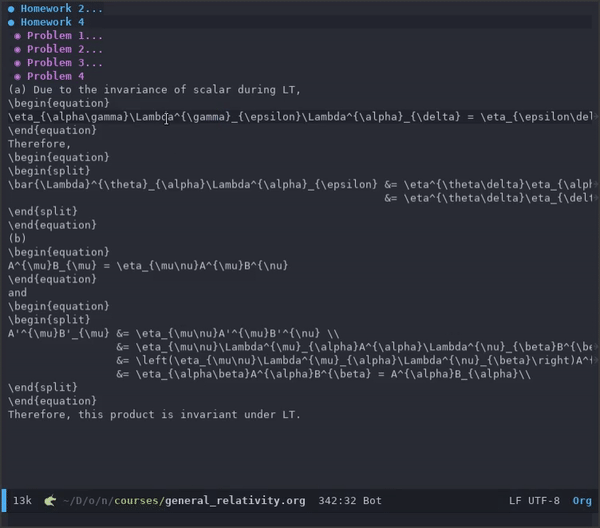 Homework 2...
Homework 4
Problem 1...
Problem 2...
Problem 3...
Problem 4
(a) Due to the invariance of scalar during LT,
\begin{equation}
\eta_{\alpha\gamma}\Lambda^{\gamma}_{\epsilon}\Lambda^{\alpha}_{\delta} = \eta_{\epsilon\del
\end{equation}
Therefore,
\begin{equation}
\begin{split}
\bar{\Lambda}^{\theta}_{\alpha}\Lambda^{\alpha}_{\epsilon} &= \eta^{\theta\delta}\eta_{\alph
&= \eta^{\theta\delta}\eta_{\delt
\end{split}
\end{equation}
(b)
\begin{equation}
A^{\mu}B_{\mu} = \eta_{\mu\nu}A^{\mu}B^{\nu}
\end{equation}
and
\begin{equation}
\begin{split}
A'^{\mu}B'_{\mu} &= \eta_{\mu\nu}A'^{\mu}B'^{\nu} \\
&= \eta_{\mu\nu}\Lambda^{\mu}_{\alpha}A^{\alpha}\Lambda^{\nu}_{\beta}B^{\be
&= \left(\eta_{\mu\nu}\Lambda^{\mu}_{\alpha}\Lambda^{\nu}_{\beta}\right)A^{
&= \eta_{\alpha\beta}A^{\alpha}B^{\beta} = A^{\alpha}B_{\alpha}\\
\end{split}
\end{equation}
Therefore, this product is invariant under LT.
13k ~/D/o/n/courses/general_relativity.org 342:32 Bot LF UTF-8 Org